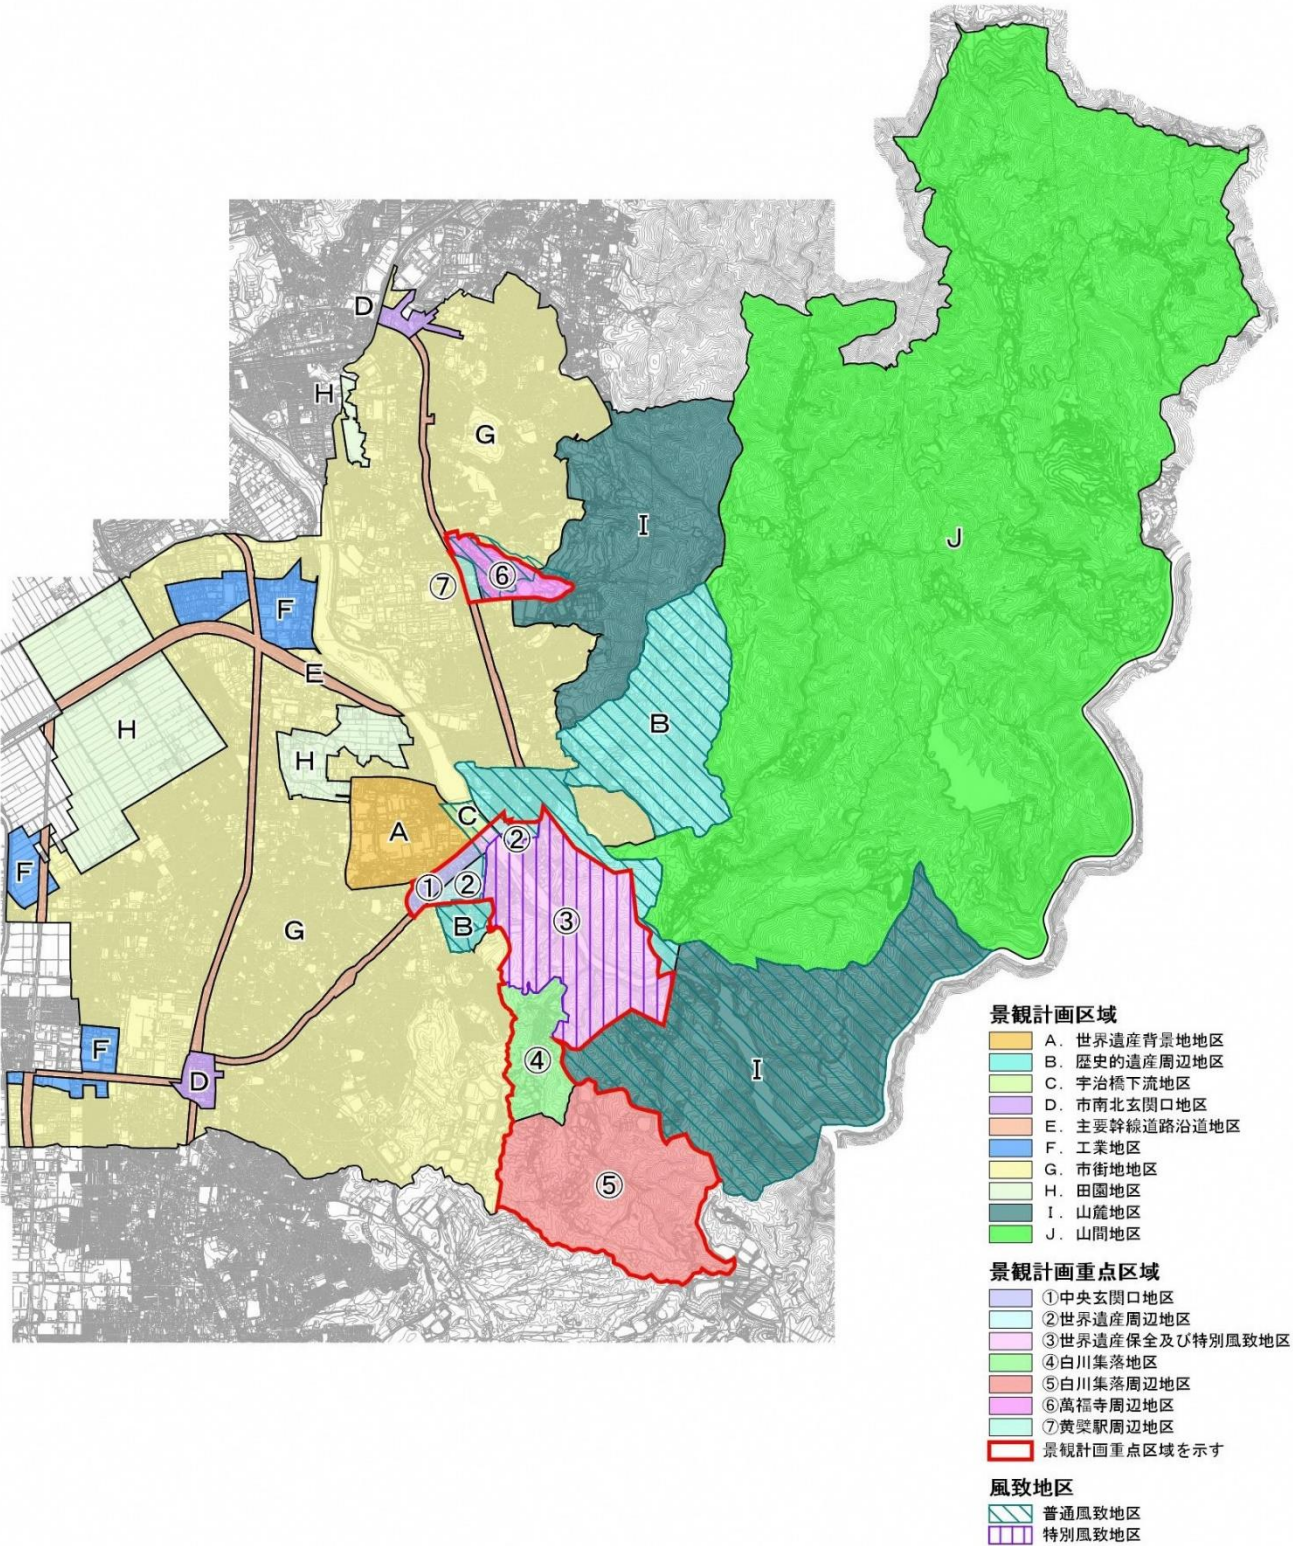 D
H
G
I
J
⑥
⑦
F
E
B
H
H
A
C
②
F
①
②
③
B
G
F
④
D
I
⑤
景観計画区域
A．世界遺産背景地地区
B．歴史的遺産周辺地区
C．宇治橋下流地区
D．市南北玄関口地区
E．主要幹線道路沿道地区
F．工業地区
G．市街地地区
H．田園地区
I．山麓地区
J．山間地区
景観計画重点区域
①中央玄関口地区
②世界遺産周辺地区
③世界遺産保全及び特別風致地区
④白川集落地区
⑤白川集落周辺地区
⑥萬福寺周辺地区
⑦黄檗駅周辺地区
景観計画重点区域を示す
風致地区
普通風致地区
特別風致地区